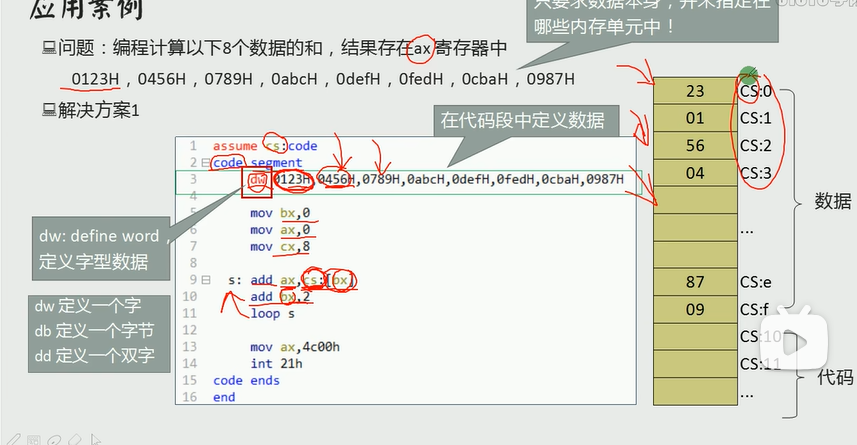 应用案例
只要求数据本身，并未指定在
哪些内存单元中！
问题：编程计算以下8个数据的和，结果存在ax寄存器中
0123H，0456H，0789H，0abcH，0defH，0fedH，0cbaH，0987H
解决方案1
在代码段中定义数据
1 assume cs:code
2 code segment
3 dw 0123H,0456H,0789H,0abcH,0defH,0fedH,0cbaH,0987H
4
5 mov bx,0
6 mov ax,0
7 mov cx,8
8
9 s: add ax,cs:[bx]
10 add bx,2
11 loop s
12
13 mov ax,4c00h
14 int 21h
15 code ends
16 end
dw: define word，
定义字型数据
dw 定义一个字
db 定义一个字节
dd 定义一个双字
23 CS:0
01 CS:1
56 CS:2
04 CS:3
...
87 CS:e
09 CS:f
CS:10
CS:11
...
数据
代码